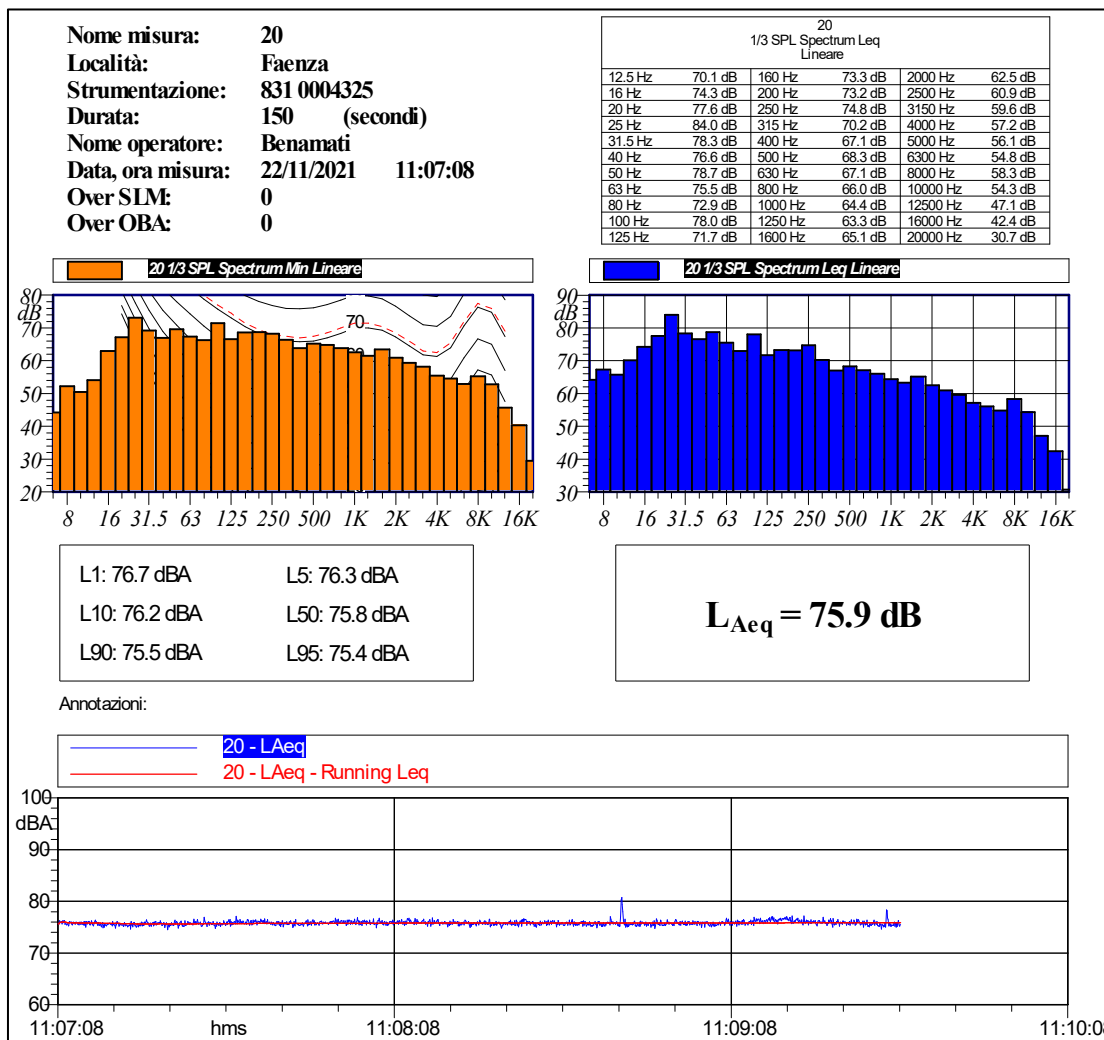 Nome misura: 20
Località: Faenza
Strumentazione: 831 0004325
Durata: 150 (secondi)
Nome operatore: Benamati
Data, ora misura: 22/11/2021 11:07:08
Over SLM: 0
Over OBA: 0
20
1/3 SPL Spectrum Leq
Lineare
12.5 Hz 70.1 dB 160 Hz 73.3 dB 2000 Hz 62.5 dB
16 Hz 74.3 dB 200 Hz 73.2 dB 2500 Hz 60.9 dB
20 Hz 77.6 dB 250 Hz 74.8 dB 3150 Hz 59.6 dB
25 Hz 84.0 dB 315 Hz 70.2 dB 4000 Hz 57.2 dB
31.5 Hz 78.3 dB 400 Hz 67.1 dB 5000 Hz 56.1 dB
40 Hz 76.6 dB 500 Hz 68.3 dB 6300 Hz 54.8 dB
50 Hz 78.7 dB 630 Hz 67.1 dB 8000 Hz 58.3 dB
63 Hz 75.5 dB 800 Hz 66.0 dB 10000 Hz 54.3 dB
80 Hz 72.9 dB 1000 Hz 64.4 dB 12500 Hz 47.1 dB
100 Hz 78.0 dB 1250 Hz 63.3 dB 16000 Hz 42.4 dB
125 Hz 71.7 dB 1600 Hz 65.1 dB 20000 Hz 30.7 dB
20 1/3 SPL Spectrum Min Lineare
80
dB
70
70
60
50
40
30
20
8 16 31.5 63 125 250 500 1K 2K 4K 8K 16K
20 1/3 SPL Spectrum Leq Lineare
90
dB
80
70
60
50
40
30
8 16 31.5 63 125 250 500 1K 2K 4K 8K 16K
L1: 76.7 dBA L5: 76.3 dBA
L10: 76.2 dBA L50: 75.8 dBA
L90: 75.5 dBA L95: 75.4 dBA
LAeq = 75.9 dB
Annotazioni:
20 - LAeq
20 - LAeq - Running Leq
100
dBA
90
80
70
60
11:07:08 hms 11:08:08 11:09:08 11:10:08